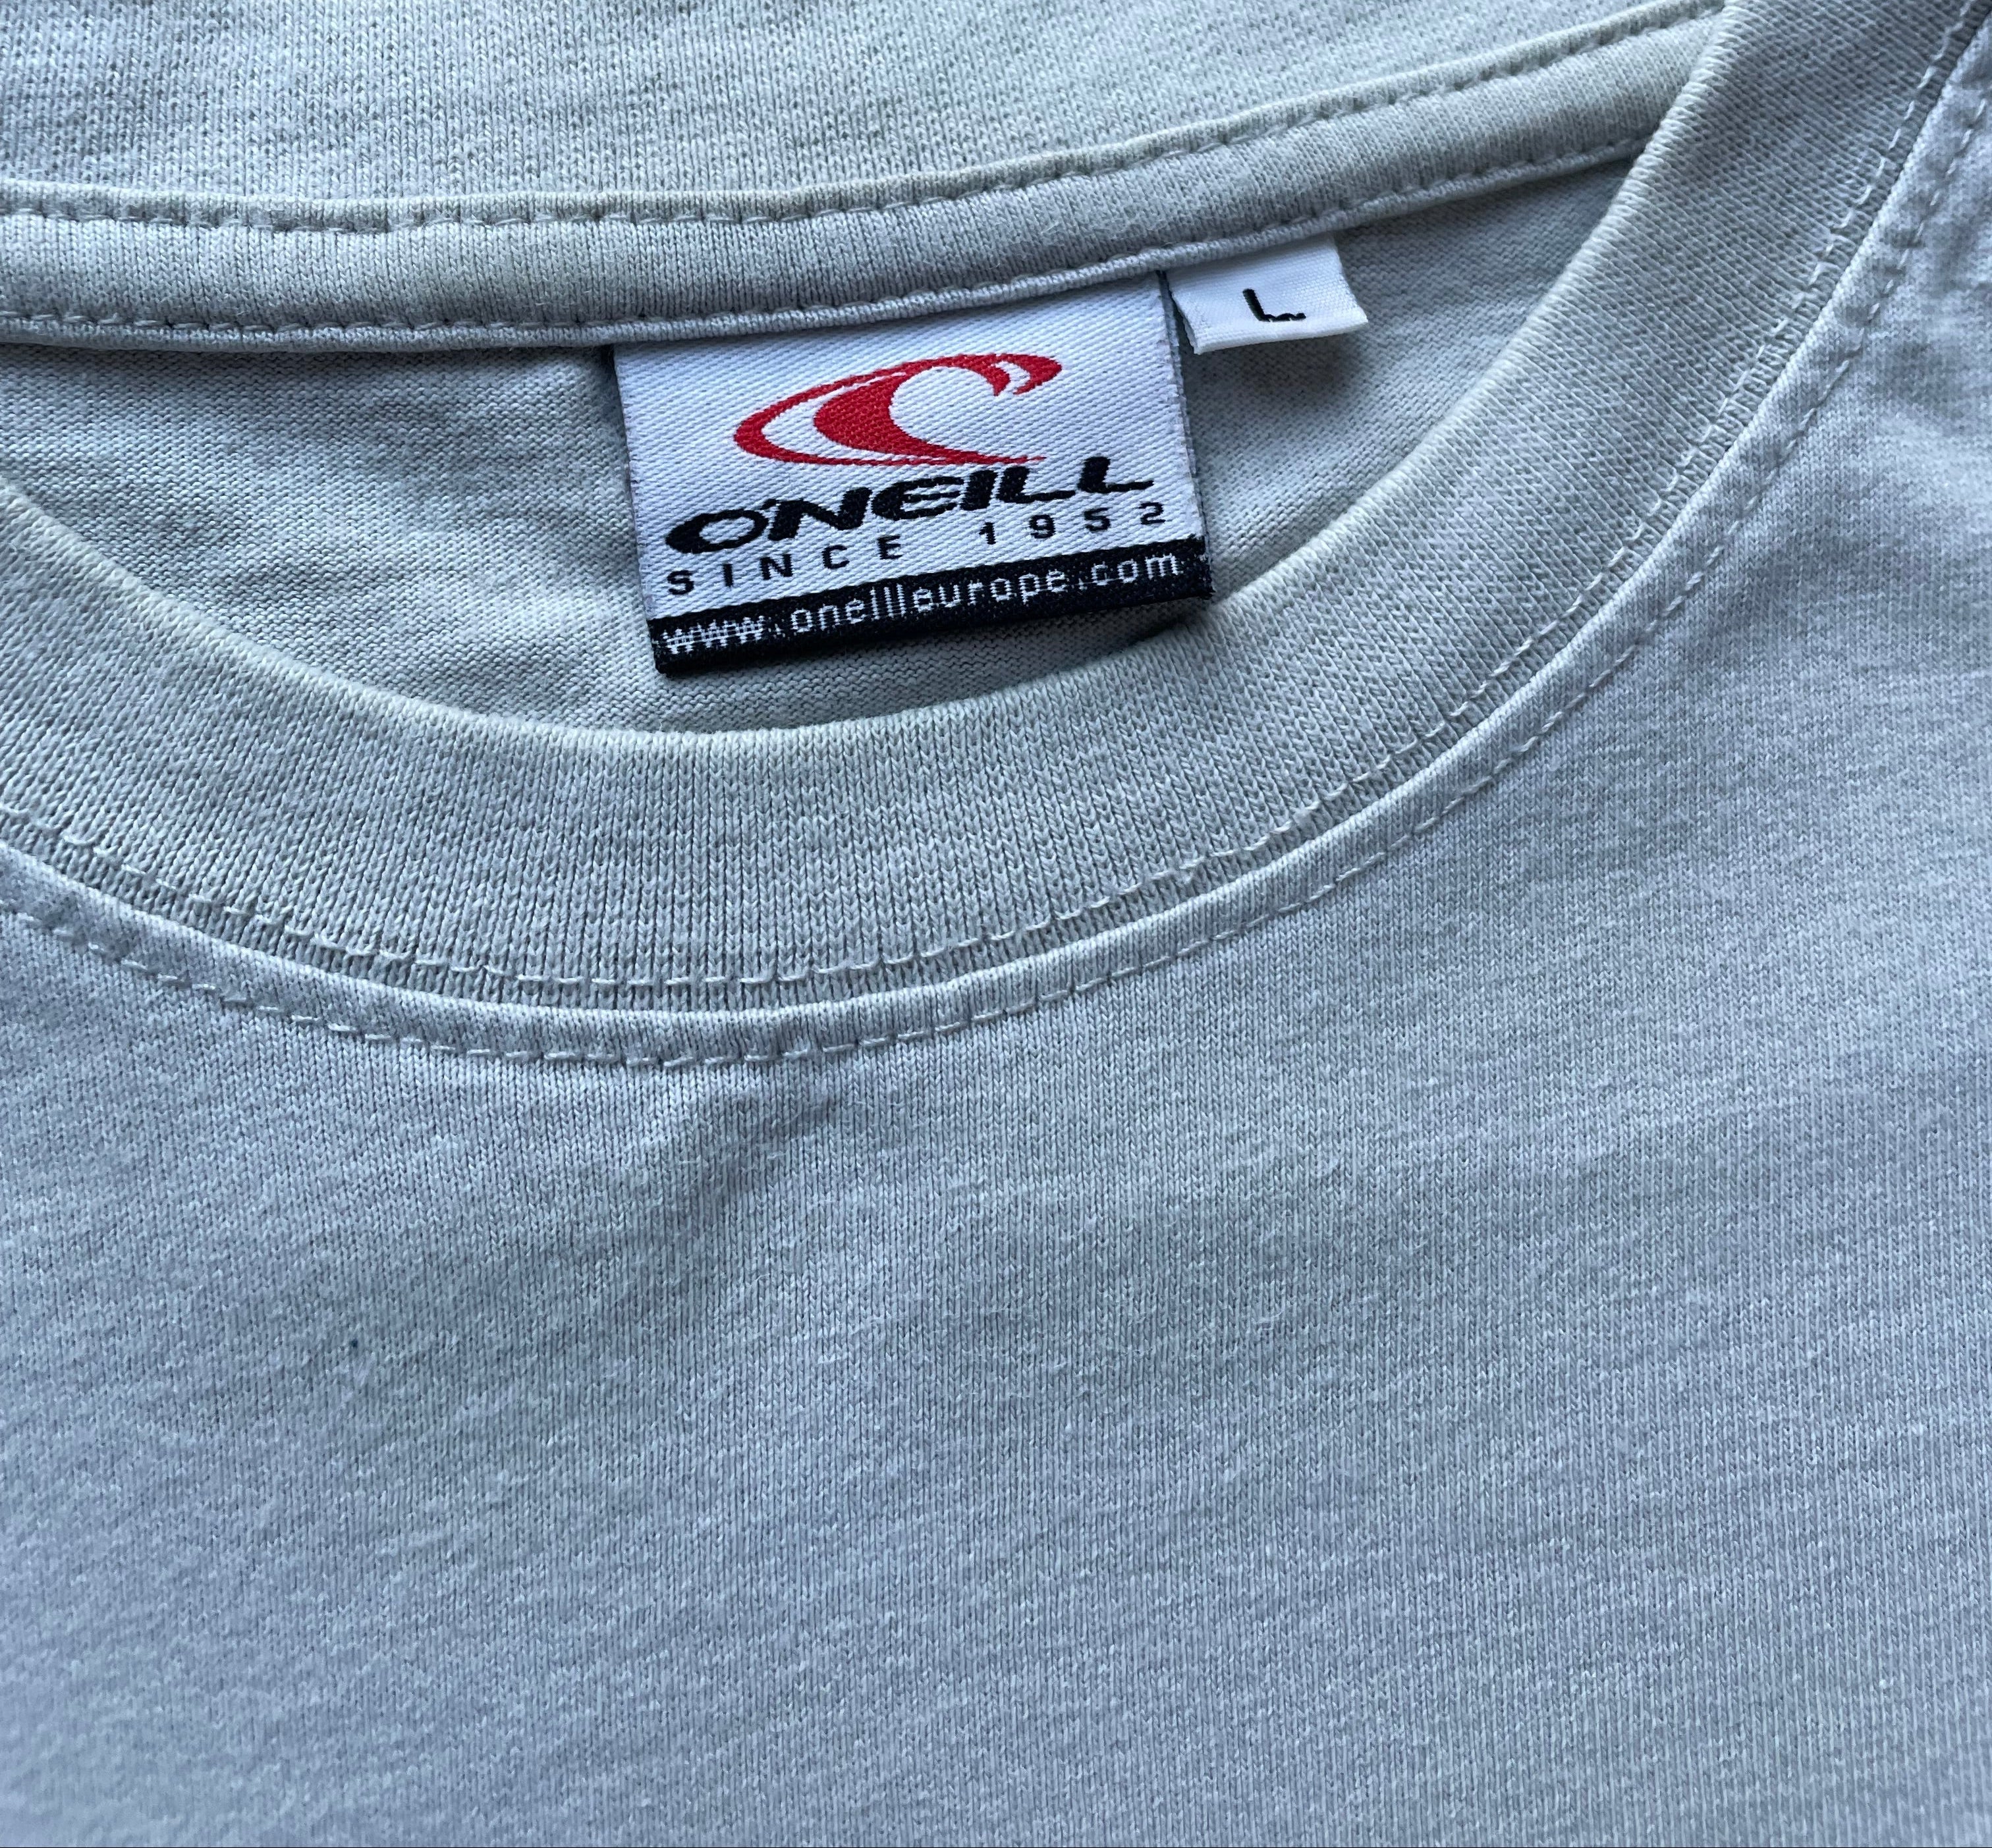 L
O'NEILL
SINCE 1952
www.oneilleurope.com